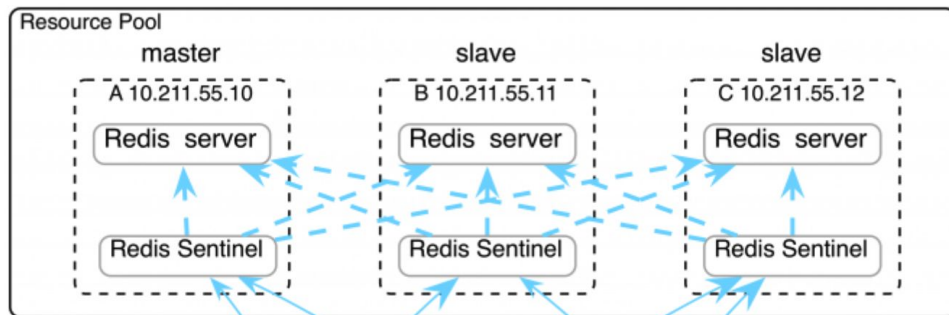 Resource Pool
master slave slave
A 10.211.55.10 B 10.211.55.11 C 10.211.55.12
Redis server Redis server Redis server
Redis Sentinel Redis Sentinel Redis Sentinel